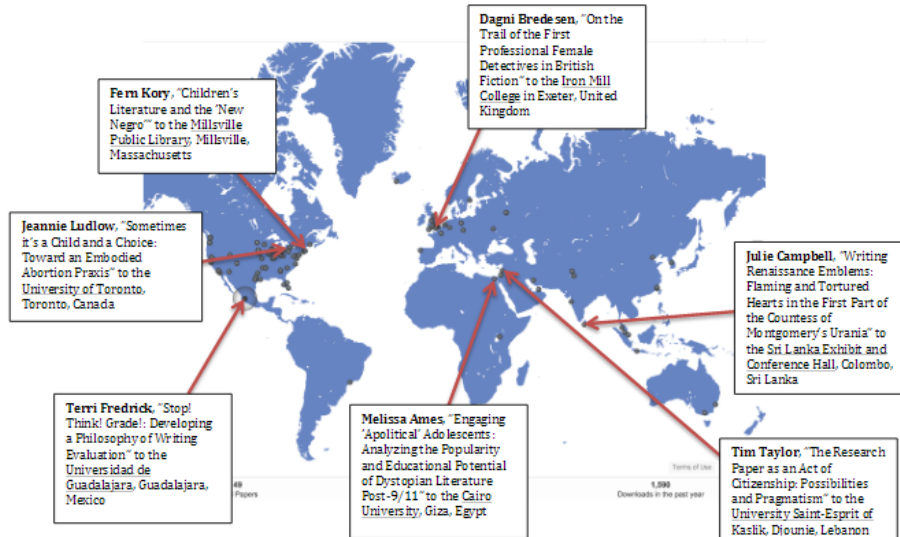 Dagni Bredesen, "On the
Trail of the First
Professional Female
Detectives in British
Fiction" to the Iron Mill
College in Exeter, United
Kingdom
Fern Kory, "Children's
Literature and the 'New
Negro'" to the Millsville
Public Library, Millsville,
Massachusetts
Jeannie Ludlow, "Sometimes
it's a Child and a Choice:
Toward an Embodied
Abortion Praxis" to the
University of Toronto,
Toronto, Canada
Julie Campbell, "Writing
Renaissance Emblems:
Flaming and Tortured
Hearts in the First Part of
the Countess of
Montgomery's Urania" to
the Sri Lanka Exhibit and
Conference Hall, Colombo,
Sri Lanka
Terri Fredrick, "Stop!
Think! Grade!: Developing
a Philosophy of Writing
Evaluation" to the
Universidad de
Guadalajara, Guadalajara,
Mexico
Melissa Ames, "Engaging
'Apolitical' Adolescents:
Analyzing the Popularity
and Educational Potential
of Dystopian Literature
Post-9/11" to the Cairo
University, Giza, Egypt
Tim Taylor, "The Research
Paper as an Act of
Citizenship: Possibilities
and Pragmatism" to the
University Saint-Esprit of
Kaslik, Djounie, Lebanon
Terms of Use
49
Papers
1,590
Downloads in the past year